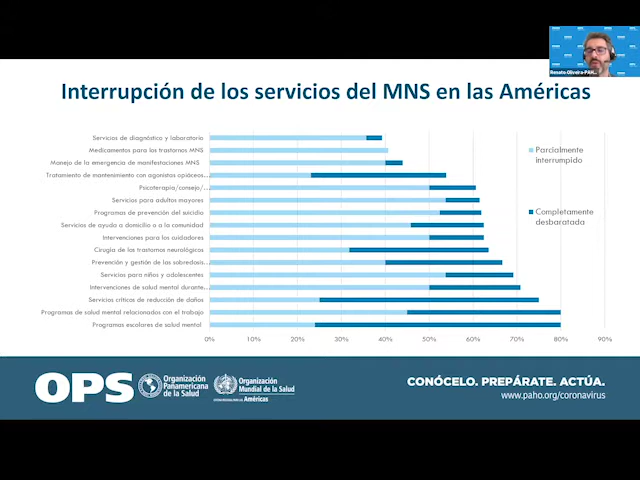 Renato Oliveira-PAH...
Interrupción de los servicios del MNS en las Américas
Servicios de diagnóstico y laboratorio
Medicamentos para los trastornos MNS
Manejo de la emergencia de manifestaciones MNS
Tratamiento de mantenimiento con agonistas opiáceos ...
Psicoterapia/consejo/...
Servicios para adultos mayores
Programas de prevención del suicidio
Servicios de ayuda a domicilio o a la comunidad
Intervenciones para los cuidadores
Cirugía de los trastornos neurológicos
Prevención y gestión de las sobredosis ...
Servicios para niños y adolescentes
Intervenciones de salud mental durante ...
Servicios críticos de reducción de daños
Programas de salud mental relacionados con el trabajo
Programas escolares de salud mental
0% 10% 20% 30% 40% 50% 60% 70% 80% 90%
Parcialmente
interrumpido
Completamente
desbaratada
OPS
Organización
Panamericana
de la Salud
Organización
Mundial de la Salud
Américas
CONÓCELO. PREPÁRATE. ACTÚA.
www.paho.org/coronavirus